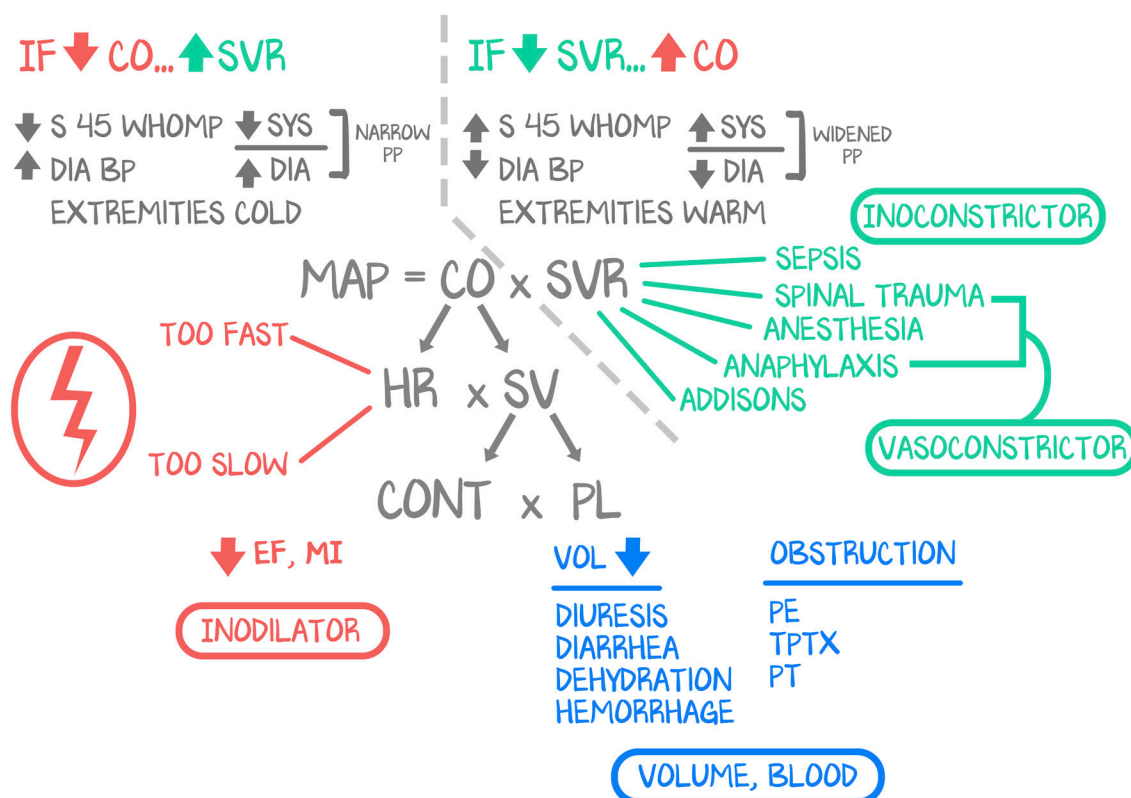 IF CO... SVR
S 45 WHOMP
DIA BP
EXTREMITIES COLD
SYS
DIA
NARROW
PP
IF SVR... CO
S 45 WHOMP
DIA BP
EXTREMITIES WARM
SYS
DIA
WIDENED
PP
INOCONSTRICTOR
MAP = CO x SVR
SEPSIS
SPINAL TRAUMA
ANESTHESIA
ANAPHYLAXIS
ADDISONS
VASOCONSTRICTOR
TOO FAST
HR x SV
TOO SLOW
CONT x PL
EF, MI
INODILATOR
VOL
DIURESIS
DIARRHEA
DEHYDRATION
HEMORRHAGE
OBSTRUCTION
PE
TPTX
PT
VOLUME, BLOOD